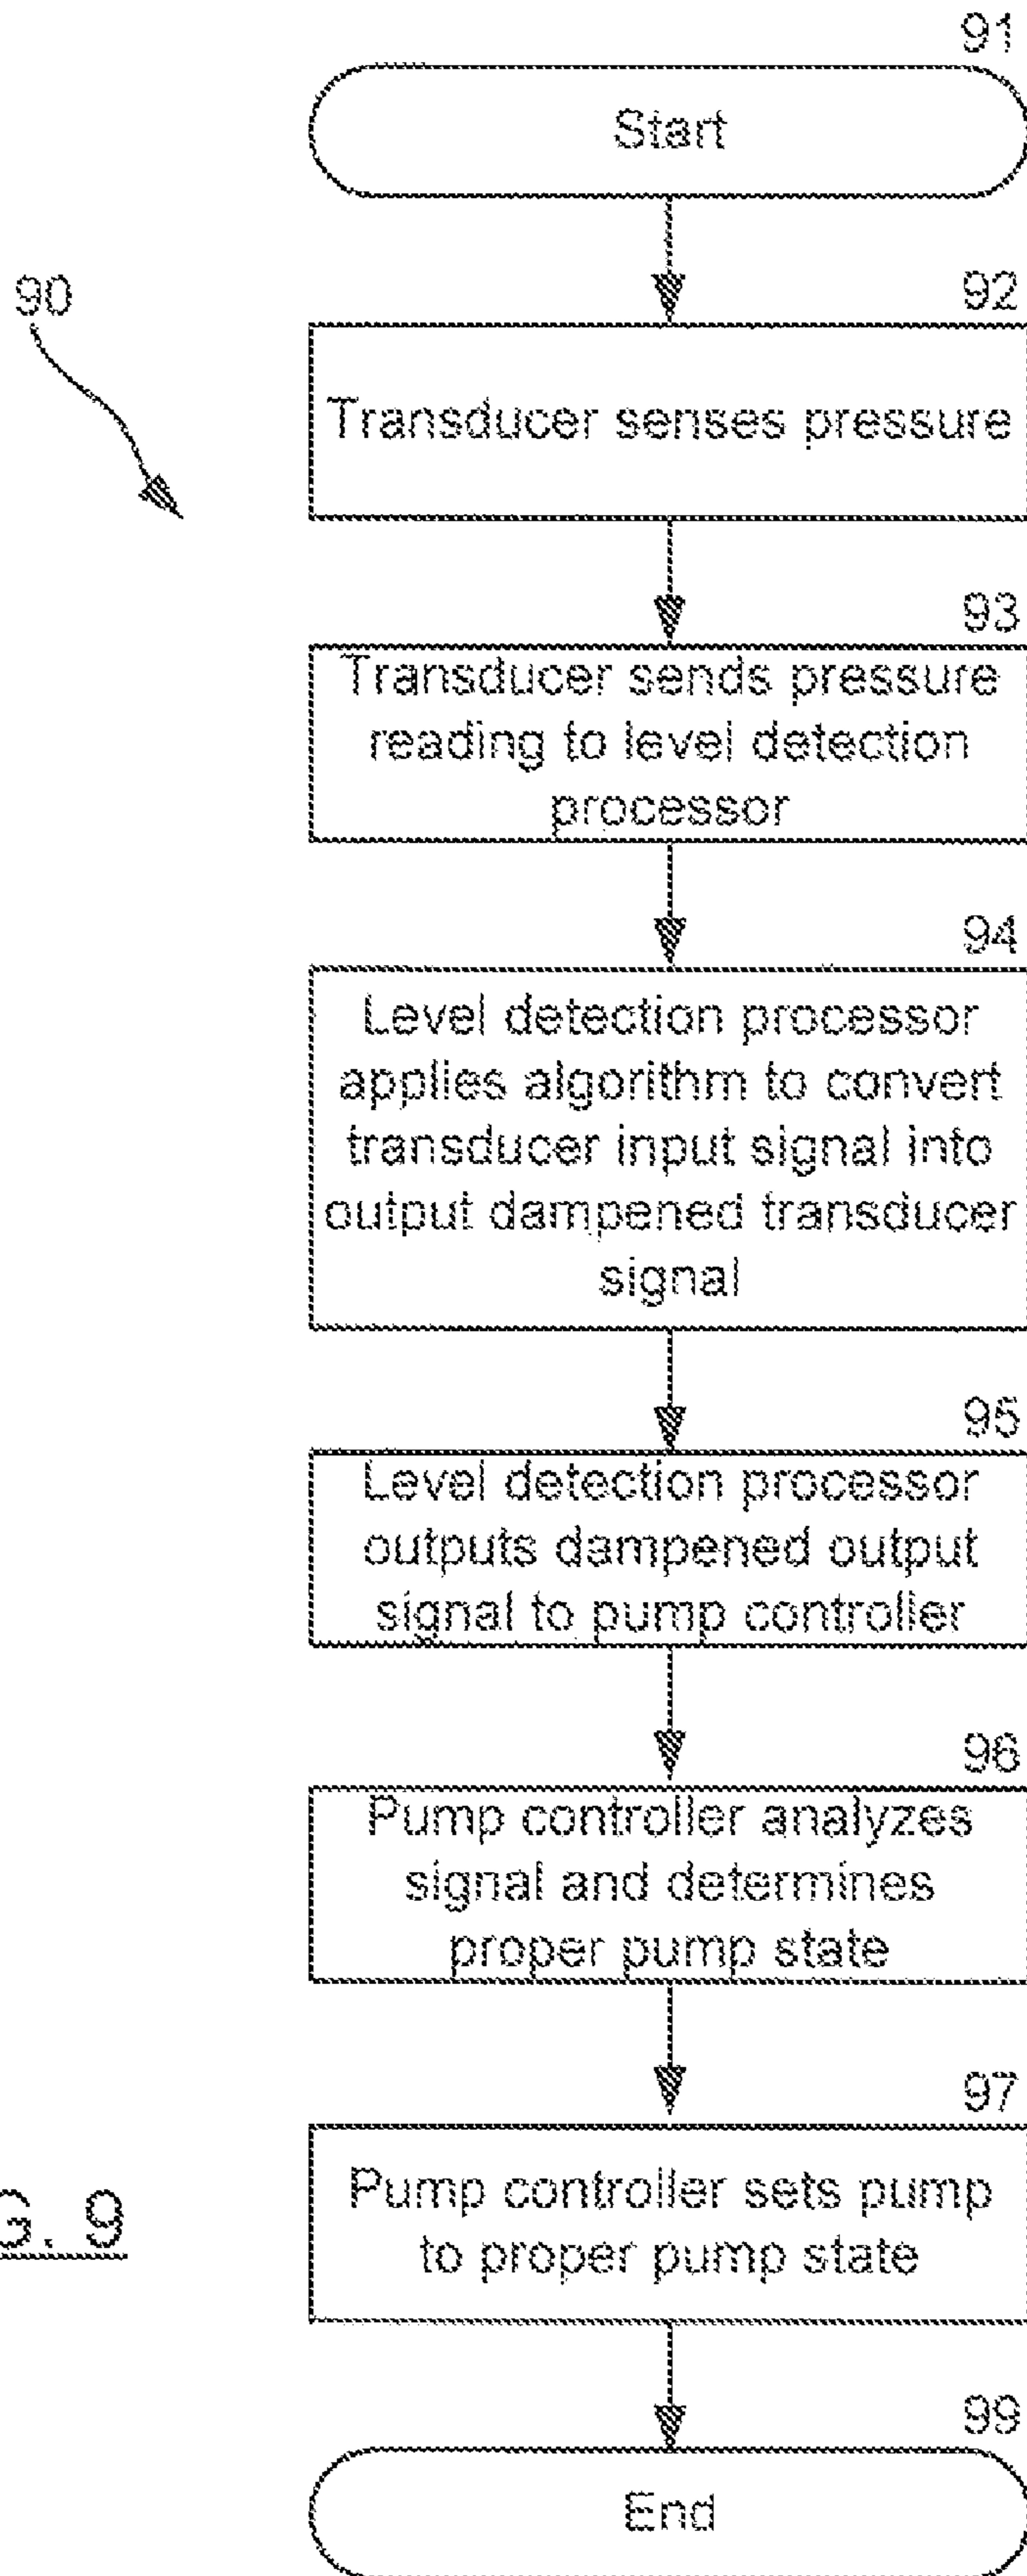 91
Start
90
92
Transducer senses pressure
93
Transducer sends pressure
reading to level detection
processor
94
Level detection processor
applies algorithm to convert
transducer input signal into
output dampened transducer
signal
95
Level detection processor
outputs dampened output
signal to pump controller
96
Pump controller analyzes
signal and determines
proper pump state
97
Pump controller sets pump
to proper pump state
G. 9
99
End